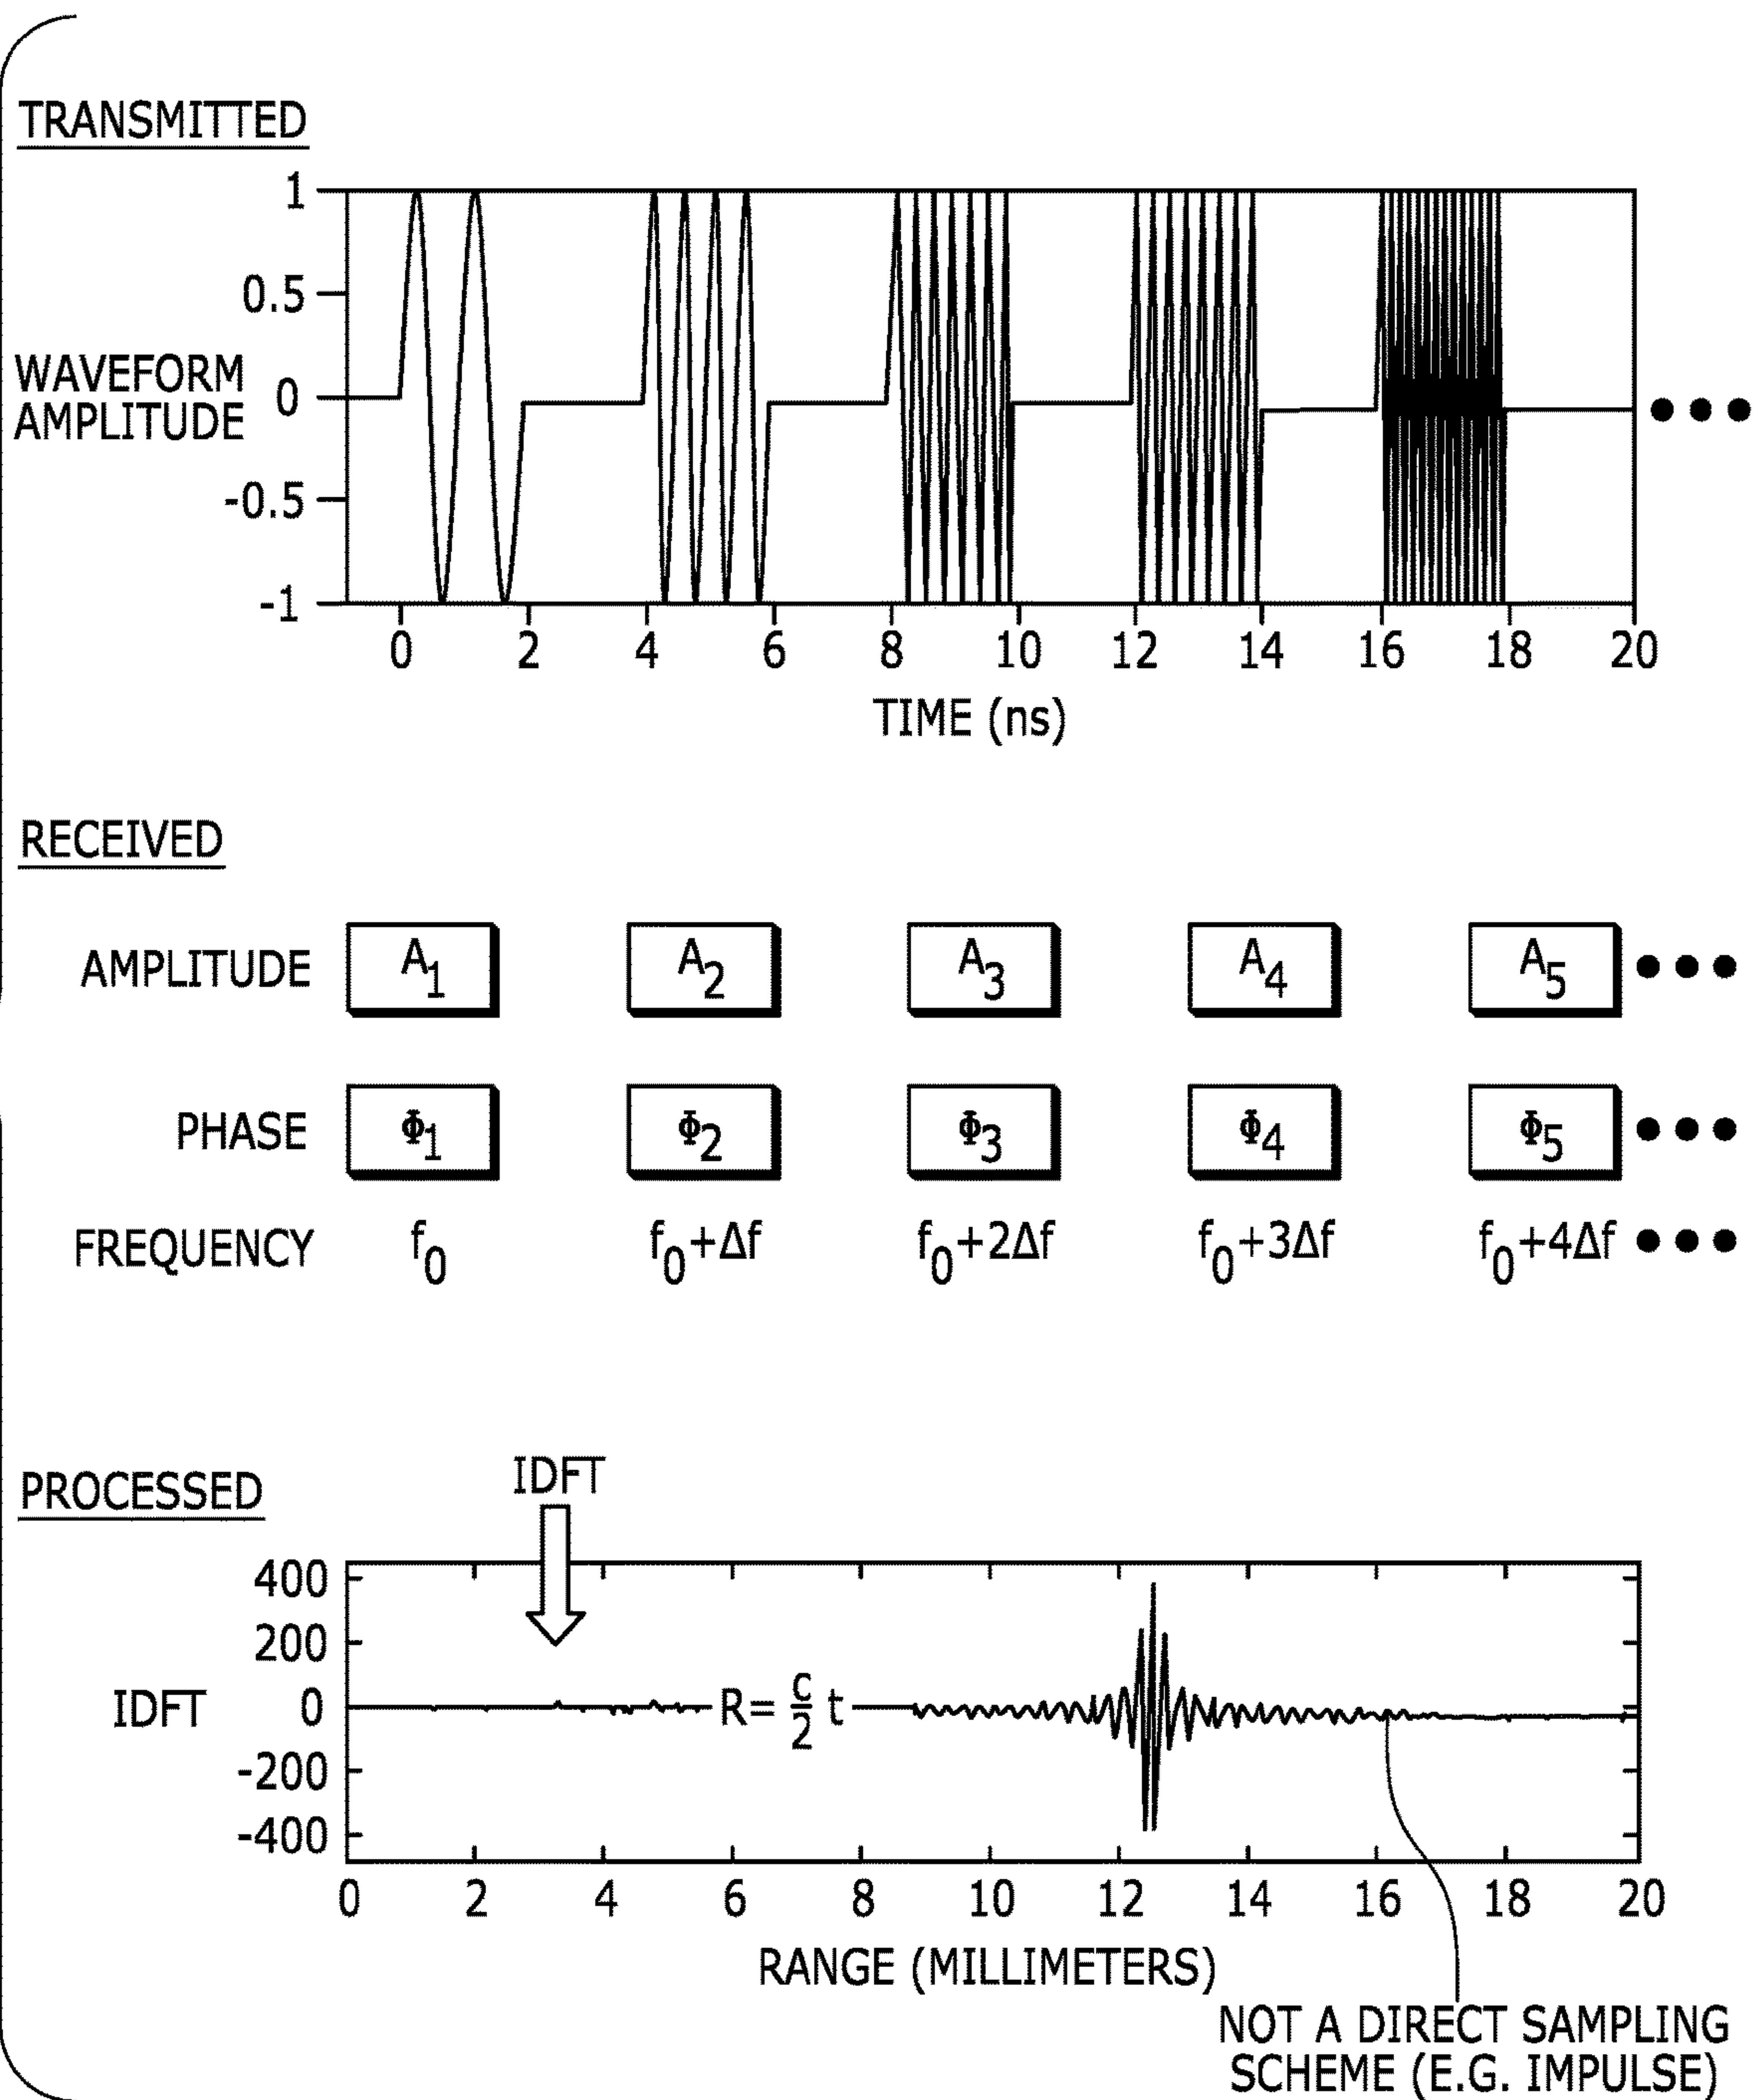 TRANSMITTED
1
0.5
WAVEFORM
AMPLITUDE
0
-0.5
-1
0 2 4 6 8 10 12 14 16 18 20
TIME (ns)
RECEIVED
AMPLITUDE A1 A2 A3 A4 A5
PHASE Φ1 Φ2 Φ3 Φ4 Φ5
FREQUENCY f0 f0+Δf f0+2Δf f0+3Δf f0+4Δf
PROCESSED
IDFT
400
200
IDFT 0 R= c/2 t
-200
-400
0 2 4 6 8 10 12 14 16 18 20
RANGE (MILLIMETERS)
NOT A DIRECT SAMPLING
SCHEME (E.G. IMPULSE)